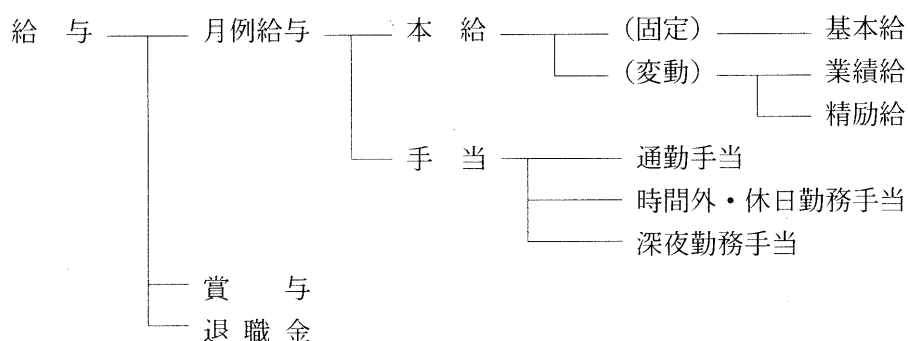 給与 月例給与 本給 （固定） 基本給
（変動） 業績給
精励給
手当 通勤手当
時間外・休日勤務手当
深夜勤務手当
賞与
退職金